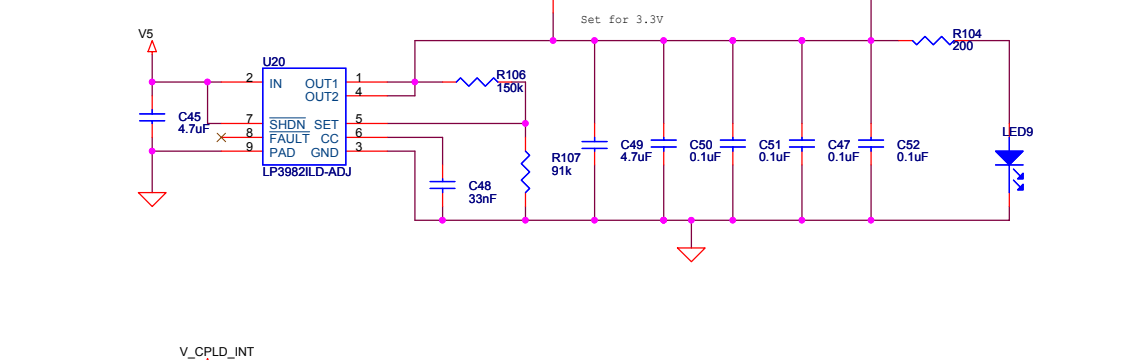 Set for 3.3V
V5
R104
200
U20
2
IN
OUT1
1
R106
150k
OUT2
4
C45
4.7uF
7
SHDN
SET
5
8
FAULT
CC
6
9
PAD
GND
3
LP3982ILD-ADJ
LED9
C49
4.7uF
C50
0.1uF
C51
0.1uF
C47
0.1uF
C52
0.1uF
R107
91k
C48
33nF
V_CPLD_INT